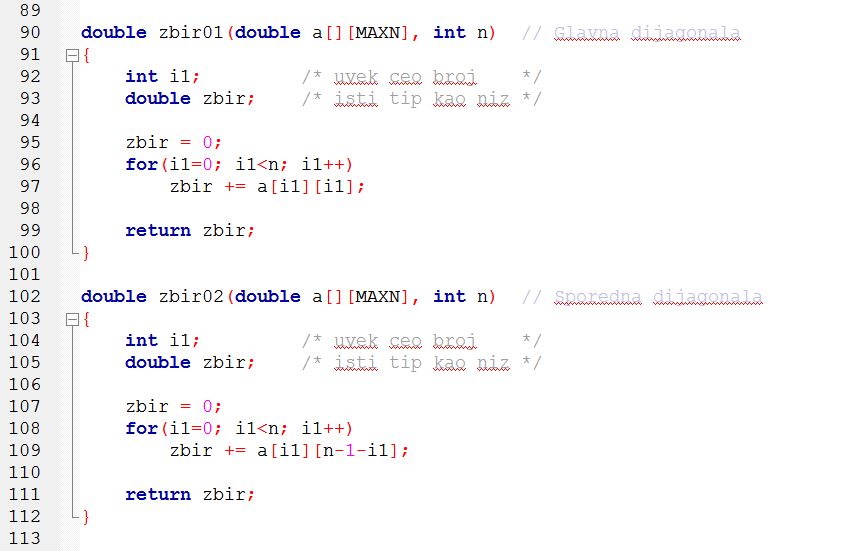 89
90 double zbir01(double a[][MAXN], int n) // Glavna dijagonala
91 {
92 int i1; /* uvek ceo broj */
93 double zbir; /* isti tip kao niz */
94
95 zbir = 0;
96 for(i1=0; i1<n; i1++)
97 zbir += a[i1][i1];
98
99 return zbir;
100 }
101
102 double zbir02(double a[][MAXN], int n) // Sporedna dijagonala
103 {
104 int i1; /* uvek ceo broj */
105 double zbir; /* isti tip kao niz */
106
107 zbir = 0;
108 for(i1=0; i1<n; i1++)
109 zbir += a[i1][n-1-i1];
110
111 return zbir;
112 }
113